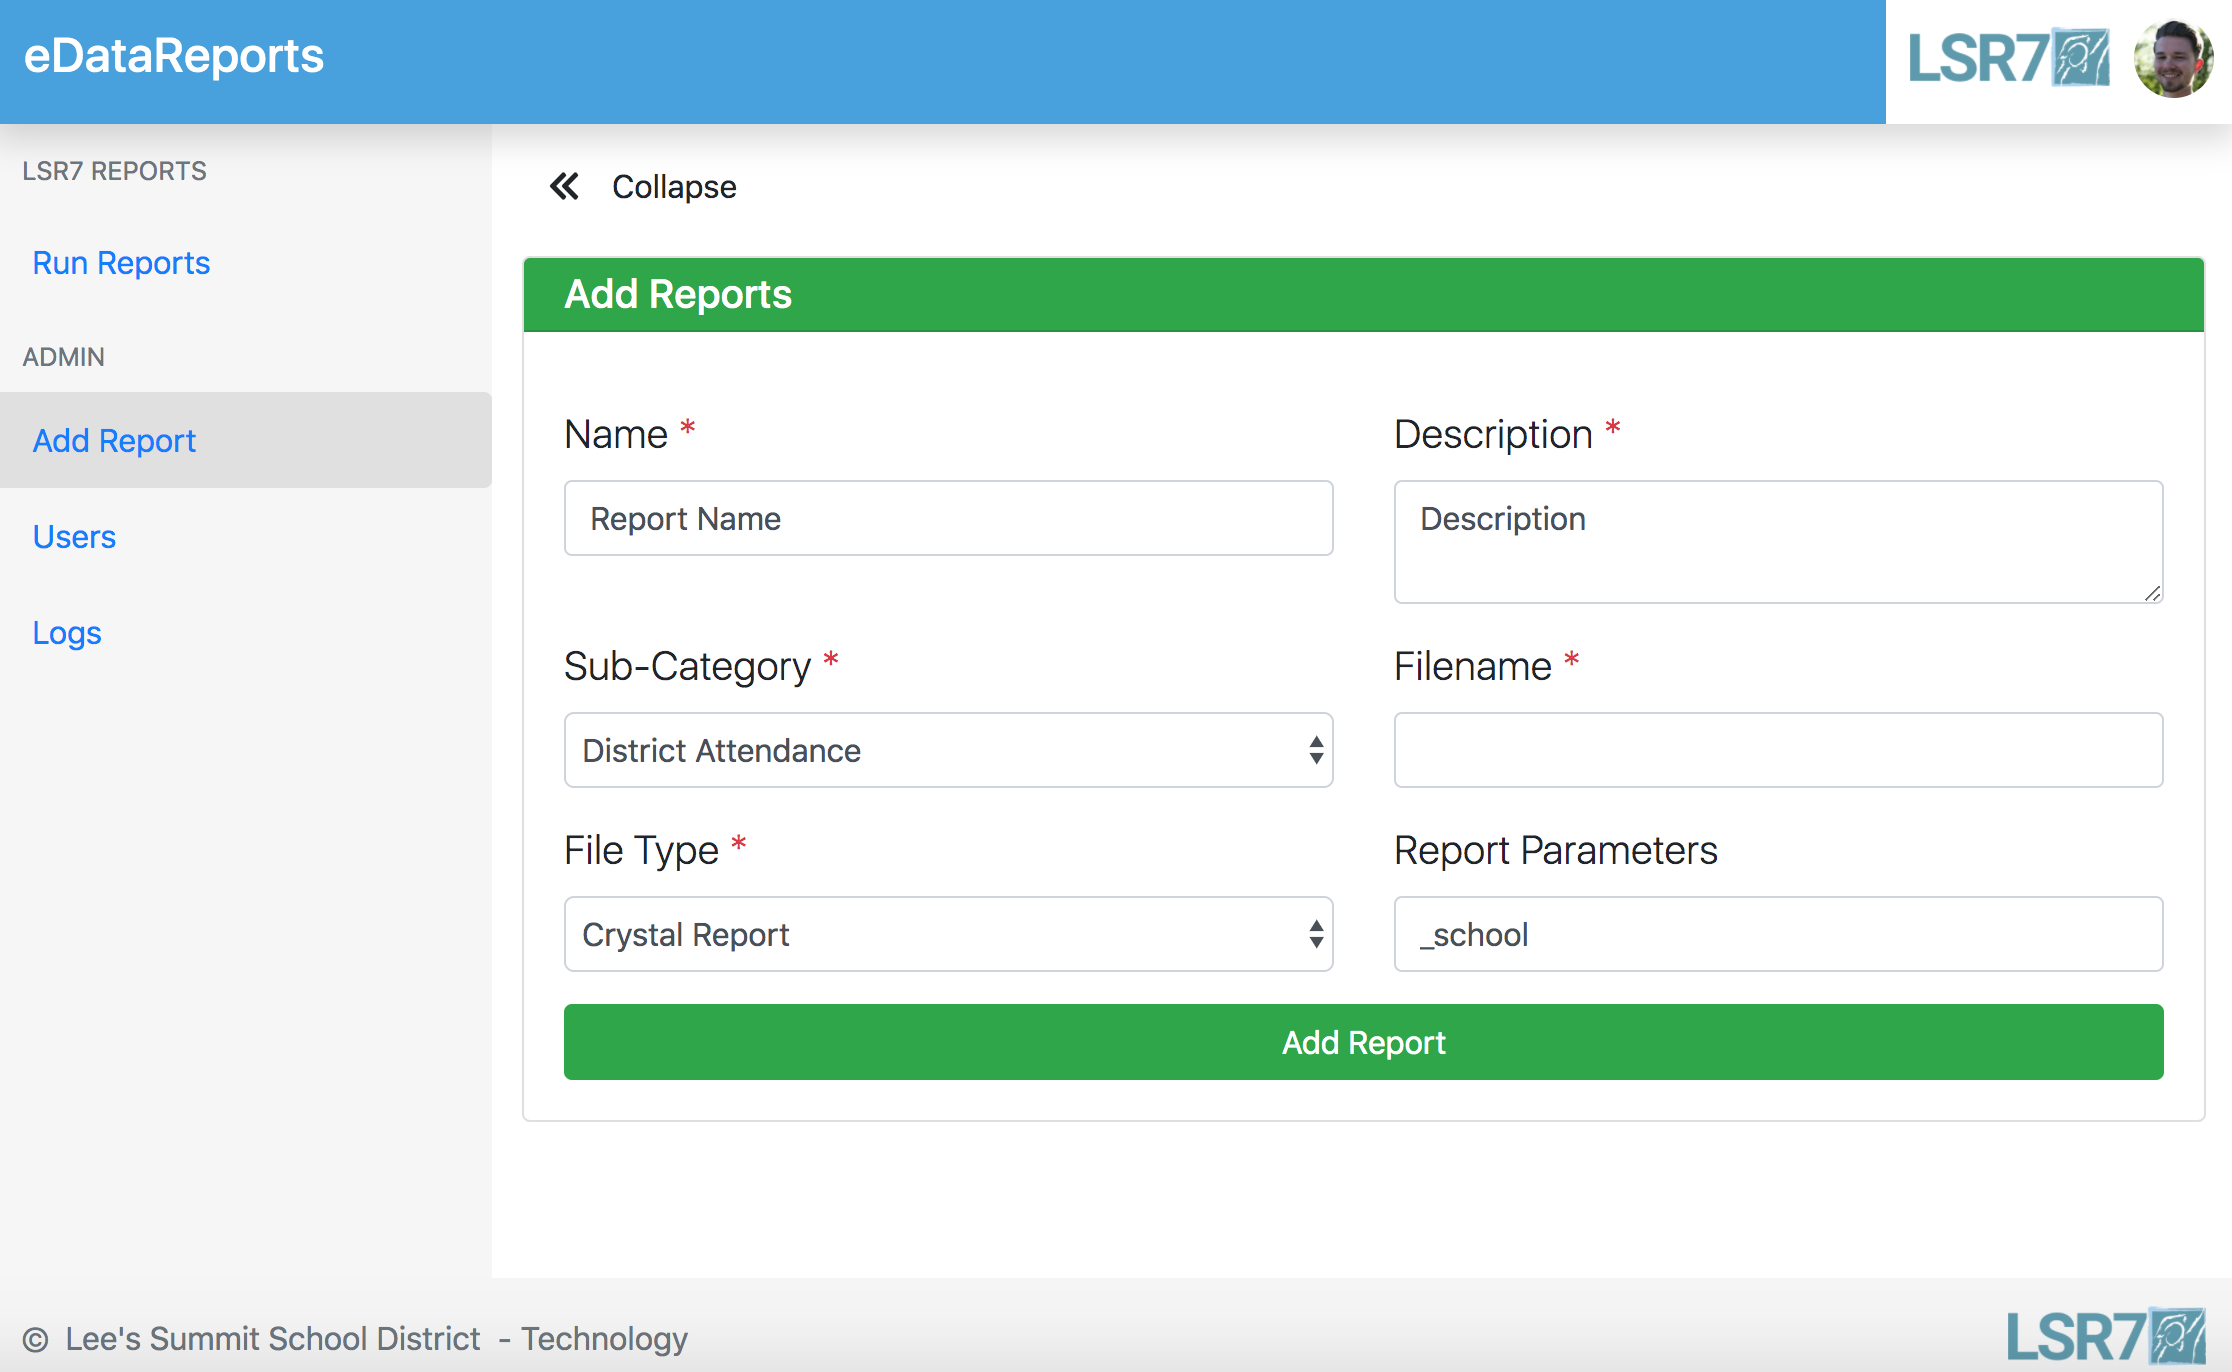 eDataReports
LSR7
LSR7 REPORTS
Run Reports
ADMIN
Add Report
Users
Logs
Collapse
Add Reports
Name *
Report Name
Description *
Description
Sub-Category *
District Attendance
Filename *
File Type *
Crystal Report
Report Parameters
_school
Add Report
© Lee's Summit School District - Technology
LSR7